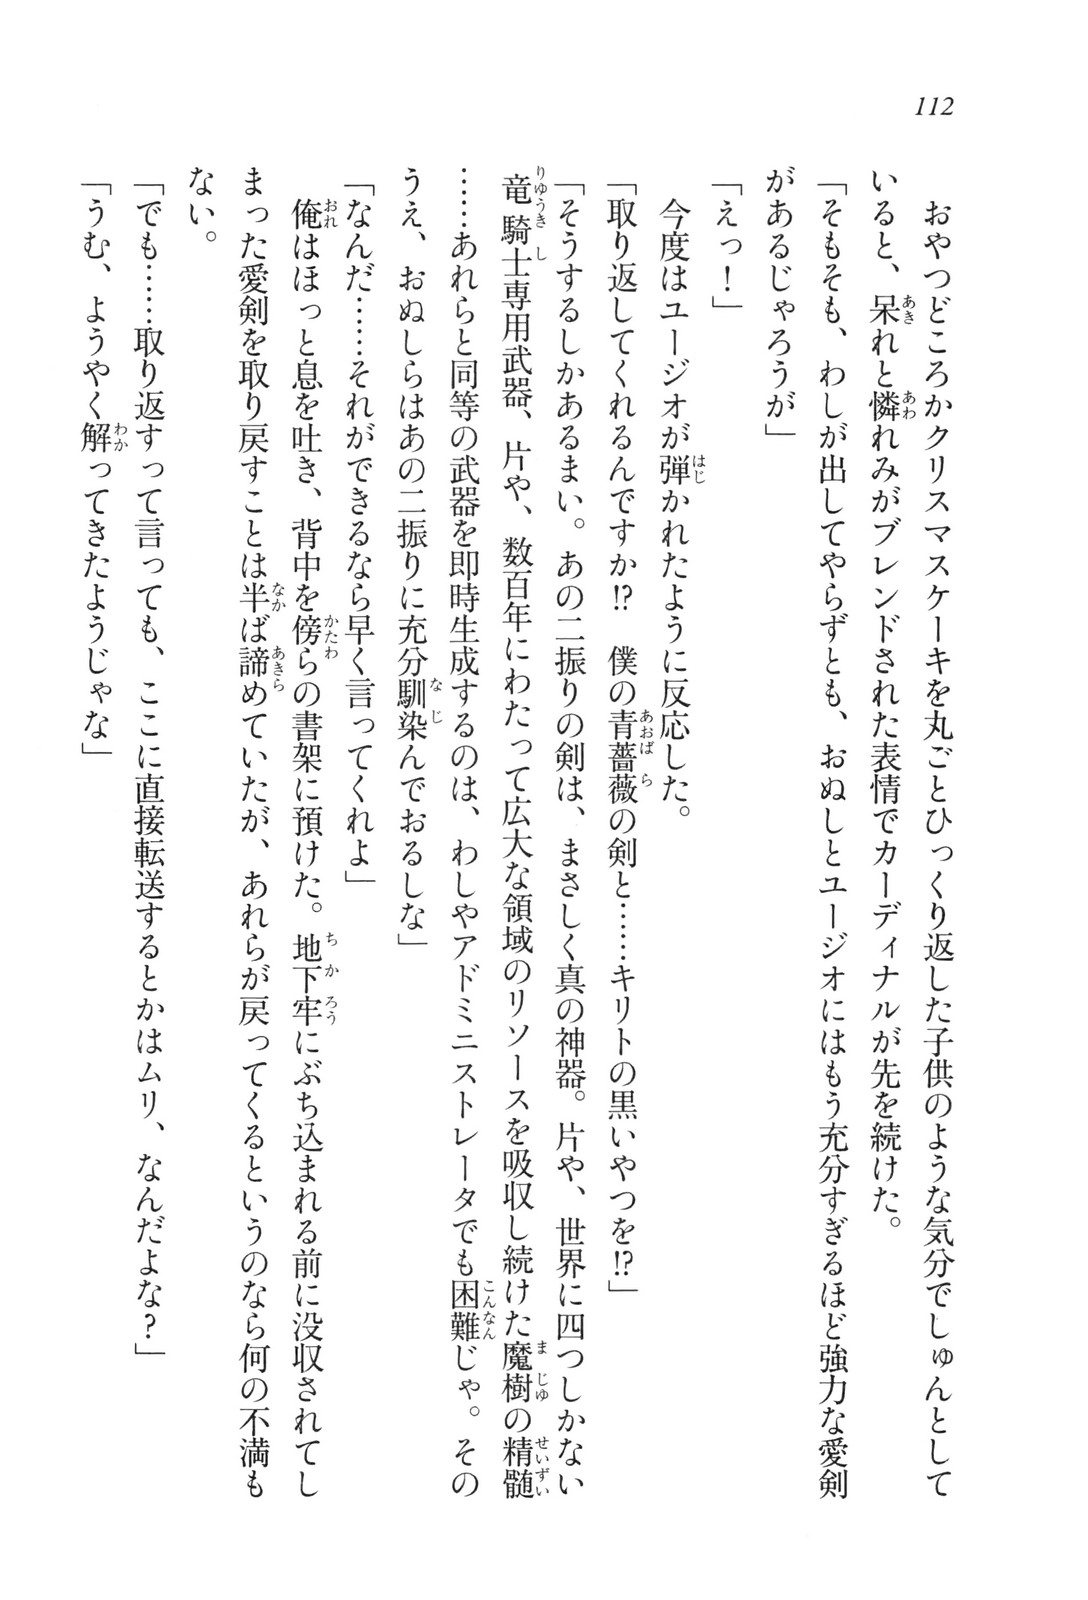 112
おやつどころかクリスマスケーキを丸ごとひっくり返した子供のような気分でしゅんとして
いると、呆れと憐れみがブレンドされた表情でカーディナルが先を続けた。
「そもそも、わしが出してやらずとも、おぬしとユージオにはもう充分すぎるほど強力な愛剣
があるじゃろうが」
「えっ！」
今度はユージオが弾かれたように反応した。
「取り返してくれるんですか!?　僕の青薔薇の剣と……キリトの黒いやつを!?」
「そうするしかあるまい。あの二振りの剣は、まさしく真の神器。片や、世界に四つしかない
竜騎士専用武器、片や、数百年にわたって広大な領域のリソースを吸収し続けた魔樹の精髄
……あれらと同等の武器を即時生成するのは、わしやアドミニストレータでも困難じゃ。その
うえ、おぬしらはあの二振りに充分馴染んでおるしな」
「なんだ……それができるなら早く言ってくれよ」
俺はほっと息を吐き、背中を傍らの書架に預けた。地下牢にぶち込まれる前に没収されてし
まった愛剣を取り戻すことは半ば諦めていたが、あれらが戻ってくるというのなら何の不満も
ない。
「でも……取り返すって言っても、ここに直接転送するとかはムリ、なんだよな？」
「うむ、ようやく解ってきたようじゃな」